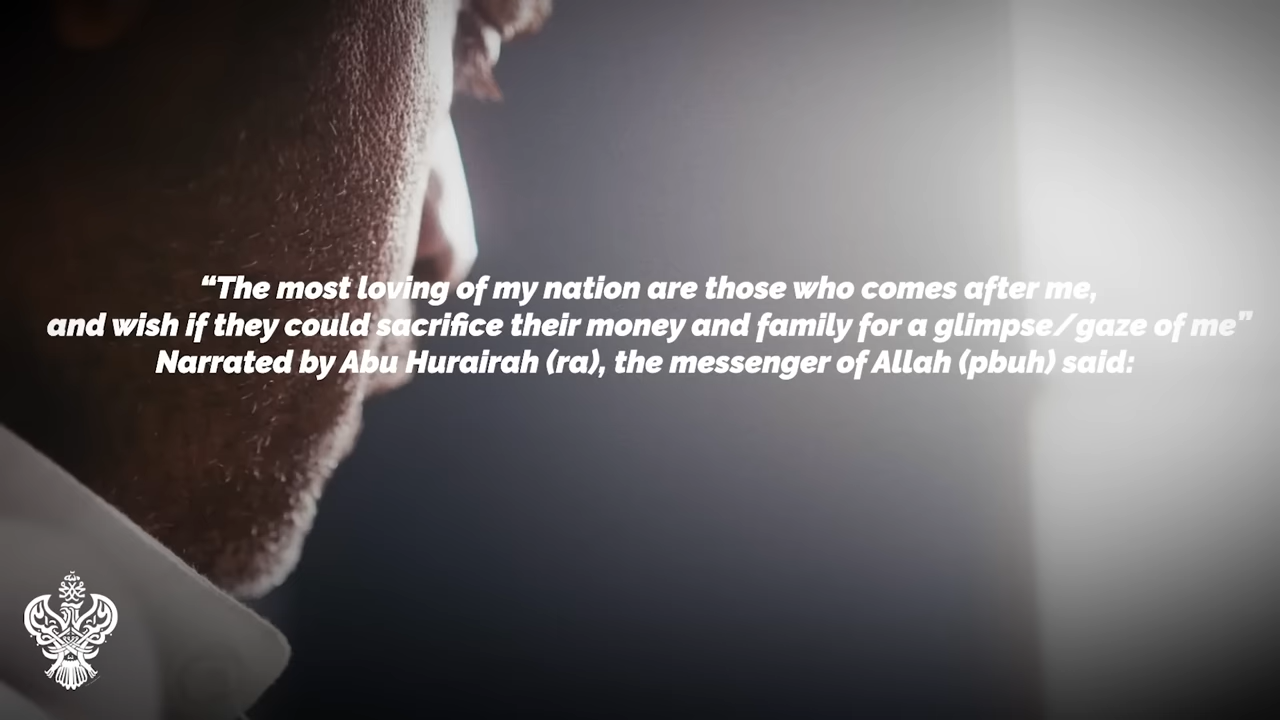 “The most loving of my nation are those who comes after me,
and wish if they could sacrifice their money and family for a glimpse/gaze of me”
Narrated by Abu Hurairah (ra), the messenger of Allah (pbuh) said: